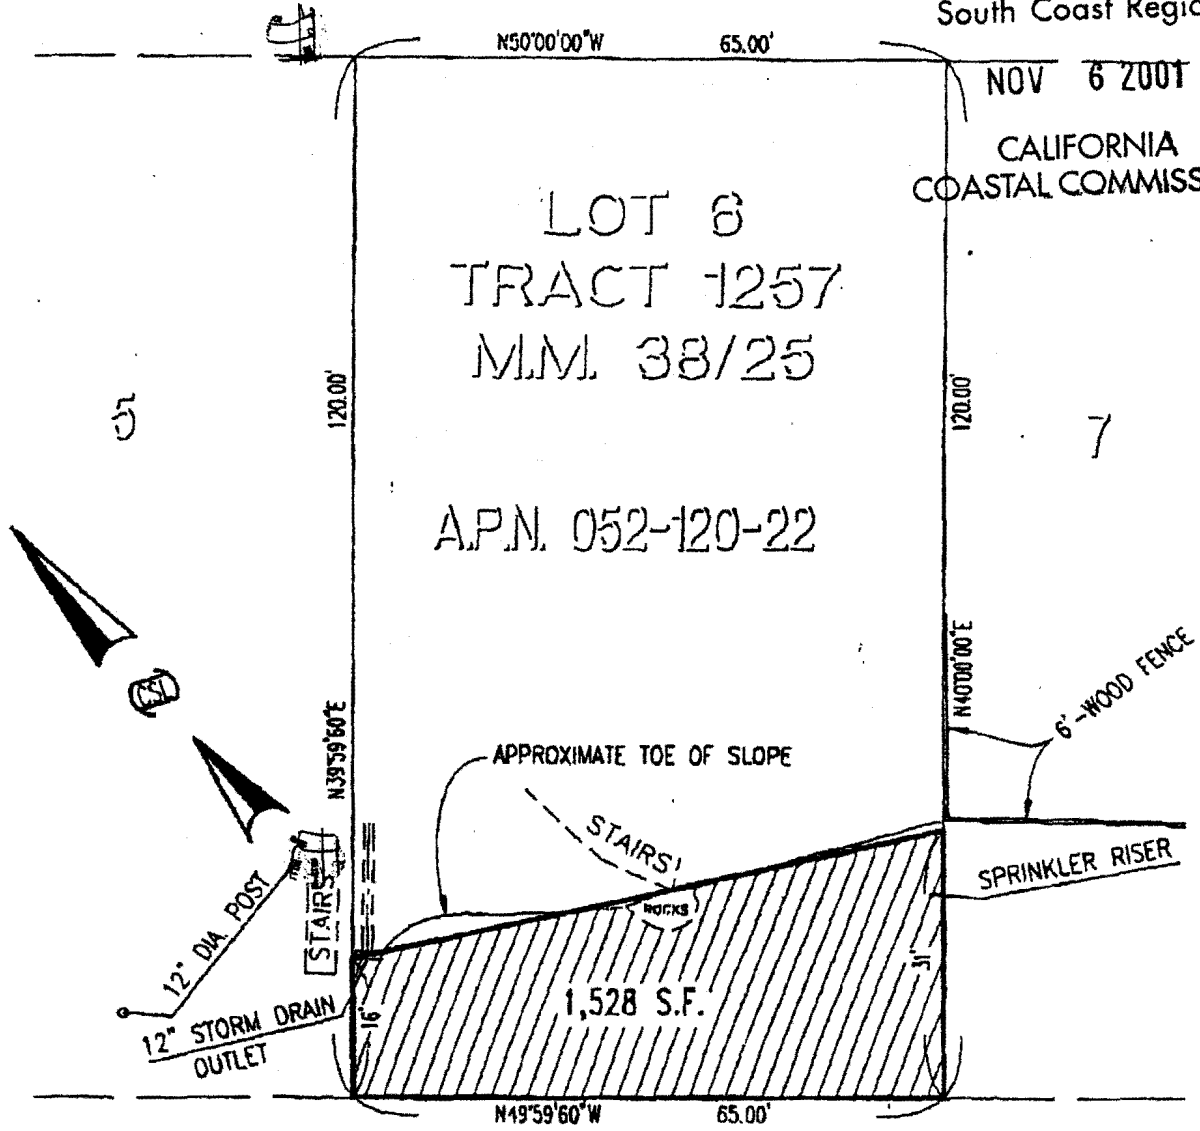 South Coast Regio
N50°00'00"W 65.00'
NOV 6 2001
CALIFORNIA
COASTAL COMMISS
LOT 6
TRACT 1257
M.M. 38/25
120.00'
120.00'
5
7
A.P.N. 052-120-22
CSL
N39°59'60"E
N40°00'00"E
6'-WOOD FENCE
APPROXIMATE TOE OF SLOPE
STAIRS
SPRINKLER RISER
STAIRS
12" DIA. POST
ROCKS
31'
1,528 S.F.
16'
12" STORM DRAIN
OUTLET
N49°59'60"W 65.00'